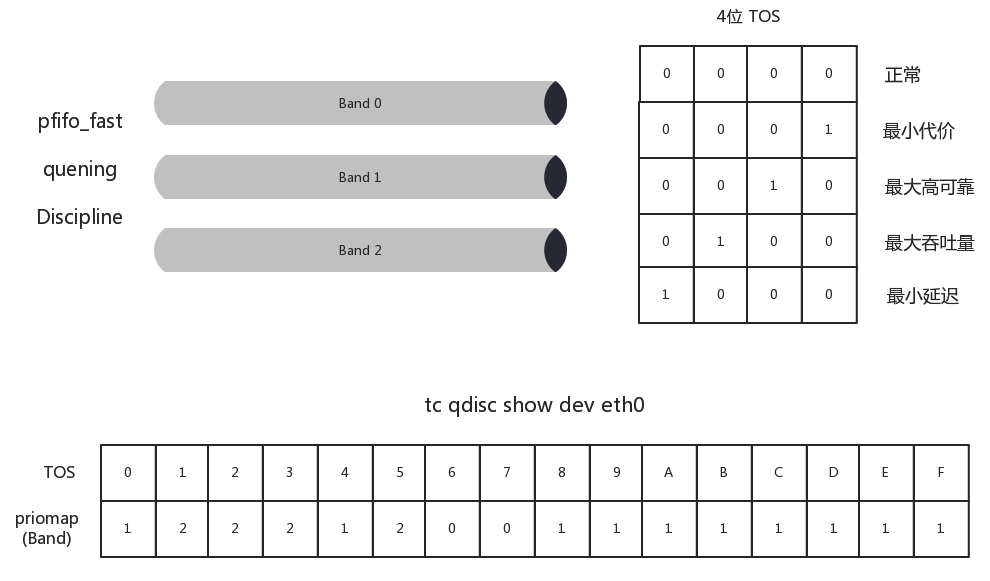 4位 TOS
pfifo_fast
quening
Discipline
Band 0
Band 1
Band 2
0 0 0 0 正常
0 0 0 1 最小代价
0 0 1 0 最大高可靠
0 1 0 0 最大吞吐量
1 0 0 0 最小延迟
tc qdisc show dev eth0
TOS 0 1 2 3 4 5 6 7 8 9 A B C D E F
priomap
(Band) 1 2 2 2 1 2 0 0 1 1 1 1 1 1 1 1